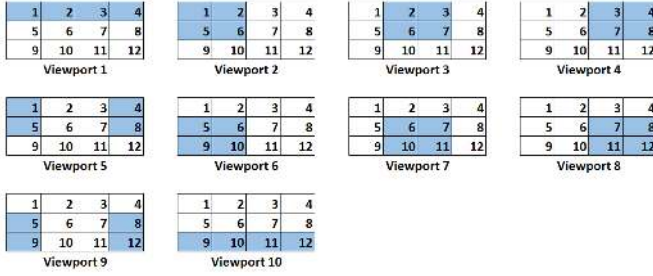 1 2 3 4 1 2 3 4 1 2 3 4 1 2 3 4
5 6 7 8 5 6 7 8 5 6 7 8 5 6 7 8
9 10 11 12 9 10 11 12 9 10 11 12 9 10 11 12
Viewport 1 Viewport 2 Viewport 3 Viewport 4
1 2 3 4 1 2 3 4 1 2 3 4 1 2 3 4
5 6 7 8 5 6 7 8 5 6 7 8 5 6 7 8
9 10 11 12 9 10 11 12 9 10 11 12 9 10 11 12
Viewport 5 Viewport 6 Viewport 7 Viewport 8
1 2 3 4 1 2 3 4
5 6 7 8 5 6 7 8
9 10 11 12 9 10 11 12
Viewport 9 Viewport 10